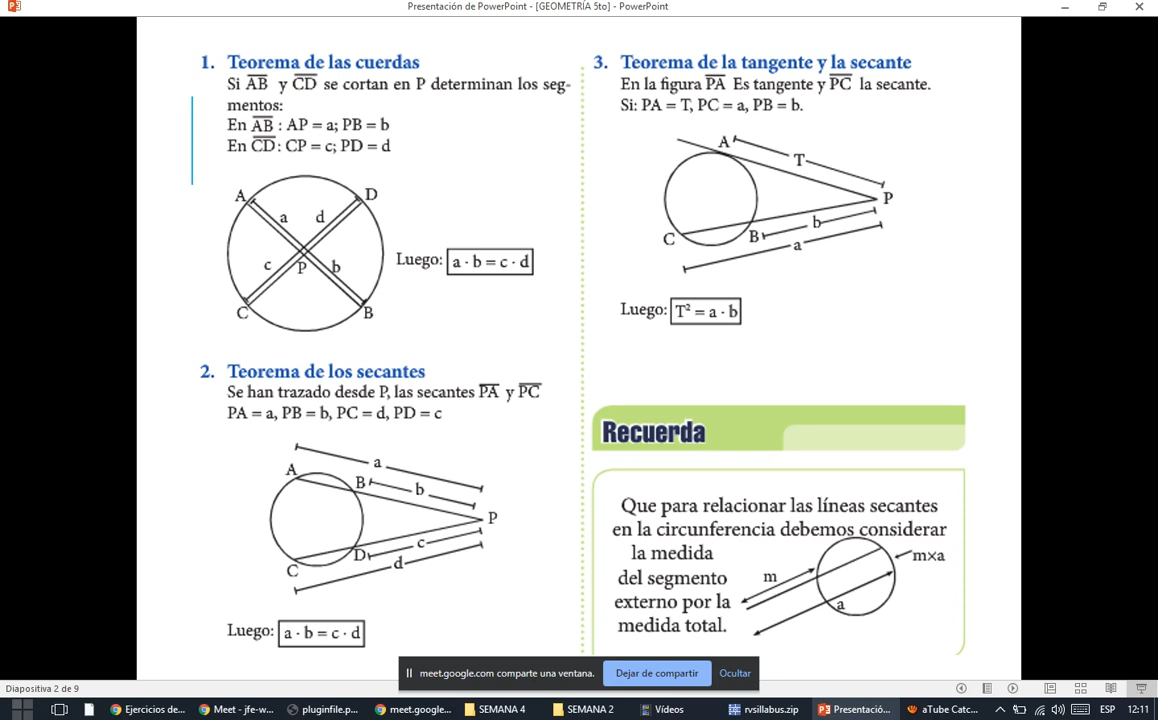 Presentación de PowerPoint - [GEOMETRÍA 5to] - PowerPoint
1. Teorema de las cuerdas
Si AB y CD se cortan en P determinan los seg-
mentos:
En AB : AP = a; PB = b
En CD : CP = c; PD = d
A
D
a
d
c
P
b
C
B
Luego: a · b = c · d
2. Teorema de los secantes
Se han trazado desde P, las secantes PA y PC
PA = a, PB = b, PC = d, PD = c
a
A
B
b
P
c
D
d
C
Luego: a · b = c · d
3. Teorema de la tangente y la secante
En la figura PA Es tangente y PC la secante.
Si: PA = T, PC = a, PB = b.
A
T
P
b
C
B
a
Luego: T² = a · b
Recuerda
Que para relacionar las líneas secantes
en la circunferencia debemos considerar
la medida
del segmento
externo por la
medida total.
m
m×a
a
meet.google.com comparte una ventana.
Dejar de compartir
Ocultar
Diapositiva 2 de 9
Ejercicios de...
Meet - jfe-w...
pluginfile.p...
meet.google...
SEMANA 4
SEMANA 2
Vídeos
rvsillabus.zip
Presentació...
aTube Catc...
ESP
12:11